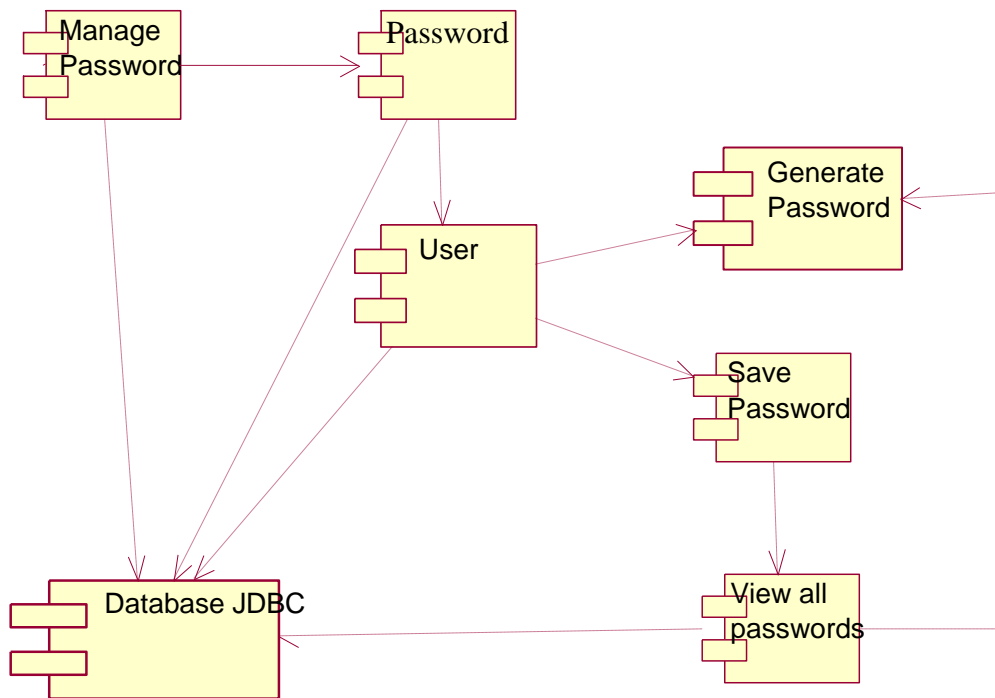 Manage
Password
Password
Generate
Password
User
Save
Password
Database JDBC
View all
passwords